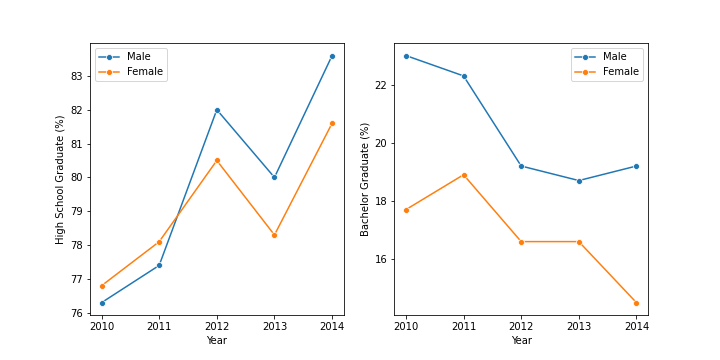 Male
Female
83
82
81
80
79
78
77
76
High School Graduate (%)
2010 2011 2012 2013 2014
Year
Male
Female
22
20
18
16
Bachelor Graduate (%)
2010 2011 2012 2013 2014
Year